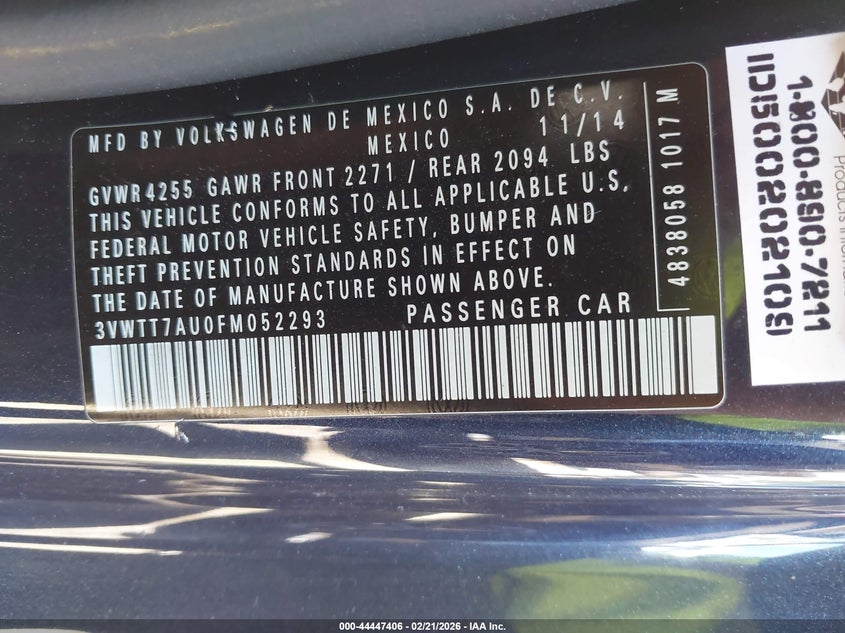 MFD BY VOLKSWAGEN DE MEXICO S.A. DE C.V.
MEXICO 11/14
GVWR 4255 GAWR FRONT 2271 / REAR 2094 LBS
THIS VEHICLE CONFORMS TO ALL APPLICABLE U.S.
FEDERAL MOTOR VEHICLE SAFETY, BUMPER AND
THEFT PREVENTION STANDARDS IN EFFECT ON
THE DATE OF MANUFACTURE SHOWN ABOVE.
3VWTT7AU0FM052293 PASSENGER CAR
4838058 1017 M
1-800-890-7211
000-44447406 - 02/21/2026 - IAA Inc.